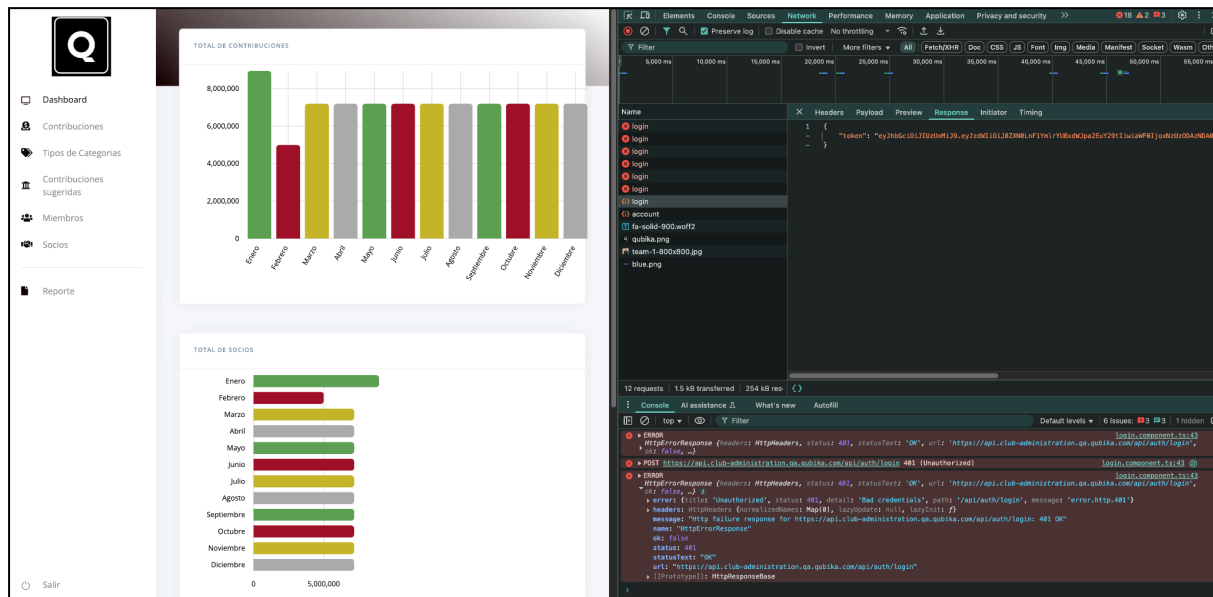 Q
Dashboard
Contribuciones
Tipos de Categorias
Contribuciones
sugeridas
Miembros
Socios
Reporte
Salir
TOTAL DE CONTRIBUCIONES
8,000,000
6,000,000
4,000,000
2,000,000
0
Enero
Febrero
Marzo
Abril
Mayo
Junio
Julio
Agosto
Septiembre
Octubre
Noviembre
Diciembre
TOTAL DE SOCIOS
Enero
Febrero
Marzo
Abril
Mayo
Junio
Julio
Agosto
Septiembre
Octubre
Noviembre
Diciembre
0 5,000,000
Elements Console Sources Network Performance Memory Application Privacy and security 18 2 3
Preserve log Disable cache No throttling
Filter Invert More filters All Fetch/XHR Doc CSS JS Font Img Media Manifest Socket Wasm Oth
5,000 ms 10,000 ms 15,000 ms 20,000 ms 25,000 ms 30,000 ms 35,000 ms 40,000 ms 45,000 ms 50,000 ms 55,000 ms
Name
login
login
login
login
login
login
login
account
fa-solid-900.woff2
qubika.png
team-1-800x800.jpg
blue.png
Headers Payload Preview Response Initiator Timing
1 {
- "token":
- }
12 requests 1.5 kB transferred 254 kB res {}
Console AI assistance What's new Autofill
top Filter Default levels 6 Issues: 3 3 1 hidden
ERROR login.component.ts:43
HttpErrorResponse {headers: HttpHeaders, status: 401, statusText: 'OK', url: 'https://api.club-administration.qa.qubika.com/api/auth/login',
ok: false, …}
POST https://api.club-administration.qa.qubika.com/api/auth/login 401 (Unauthorized) login.component.ts:43
ERROR login.component.ts:43
HttpErrorResponse {headers: HttpHeaders, status: 401, statusText: 'OK', url: 'https://api.club-administration.qa.qubika.com/api/auth/login',
ok: false, …} i
error: {title: 'Unauthorized', status: 401, detail: 'Bad credentials', path: '/api/auth/login', message: 'error.http.401'}
headers: HttpHeaders {normalizedNames: Map(0), lazyUpdate: null, lazyInit: ƒ}
message: "Http failure response for https://api.club-administration.qa.qubika.com/api/auth/login: 401 OK"
name: "HttpErrorResponse"
ok: false
status: 401
statusText: "OK"
url: "https://api.club-administration.qa.qubika.com/api/auth/login"
[[Prototype]]: HttpResponseBase